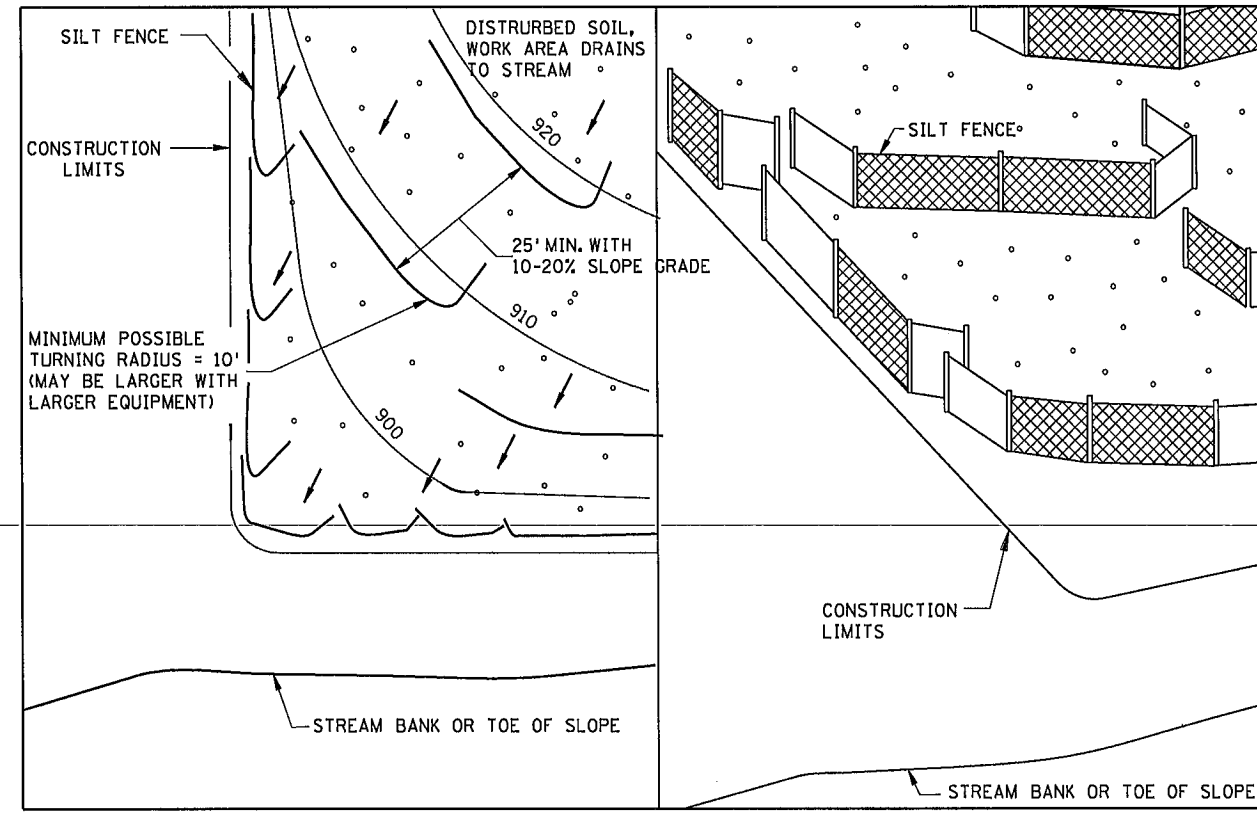 SILT FENCE
DISTRURBED SOIL,
WORK AREA DRAINS
TO STREAM
CONSTRUCTION
LIMITS
920
25' MIN. WITH
10-20% SLOPE GRADE
910
MINIMUM POSSIBLE
TURNING RADIUS = 10'
(MAY BE LARGER WITH
LARGER EQUIPMENT)
900
STREAM BANK OR TOE OF SLOPE
SILT FENCE
CONSTRUCTION
LIMITS
STREAM BANK OR TOE OF SLOPE